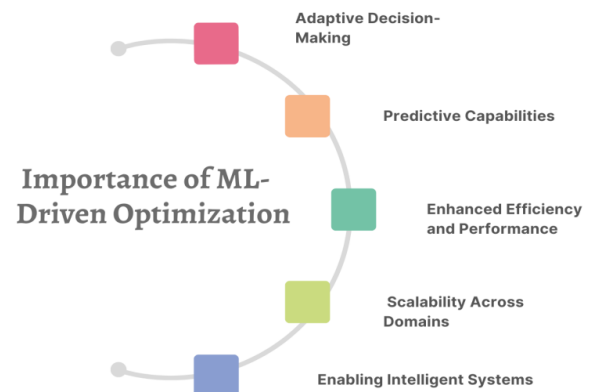 Adaptive Decision-
Making
Predictive Capabilities
Importance of ML-
Driven Optimization
Enhanced Efficiency
and Performance
Scalability Across
Domains
Enabling Intelligent Systems